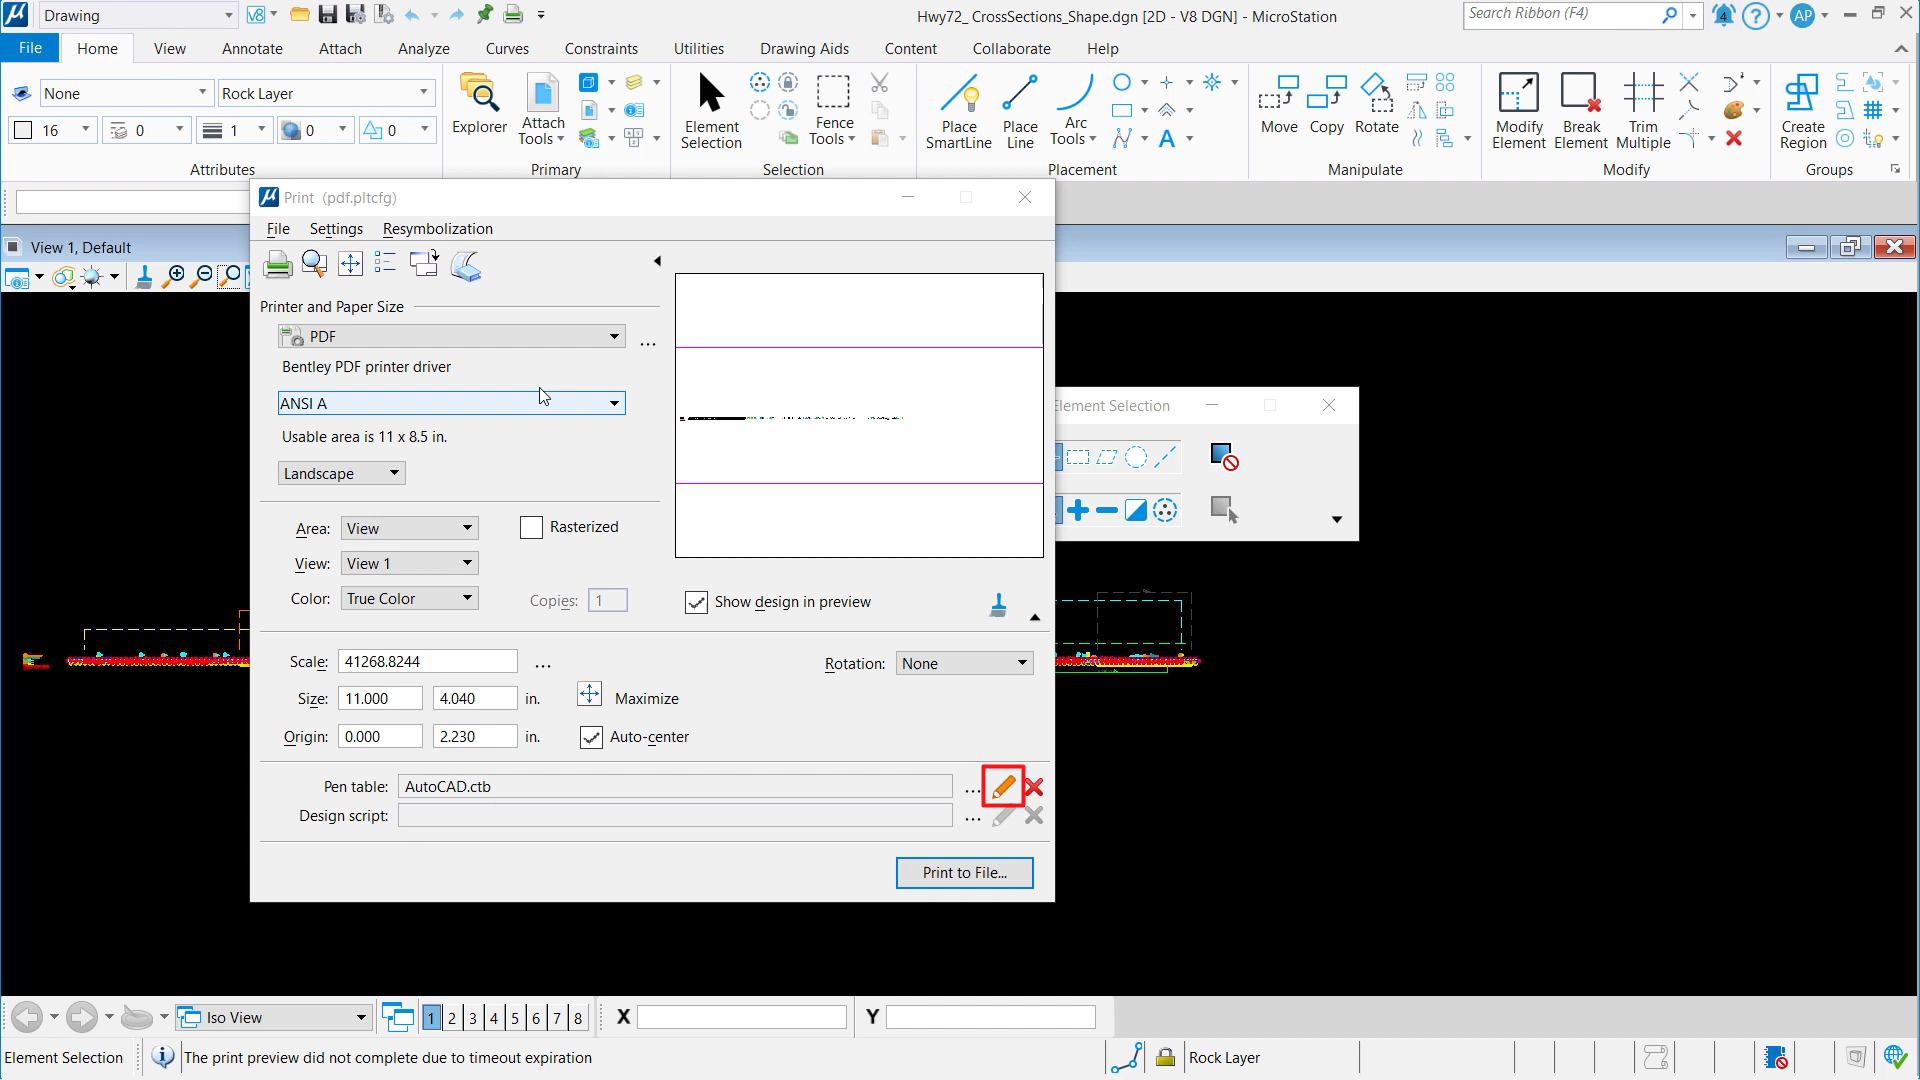 Drawing
V8
Hwy72_ CrossSections_Shape.dgn [2D - V8 DGN] - MicroStation
Search Ribbon (F4)
4
?
AP
File
Home
View
Annotate
Attach
Analyze
Curves
Constraints
Utilities
Drawing Aids
Content
Collaborate
Help
None
Rock Layer
16
0
1
0
0
Attributes
Explorer
Attach
Tools
Primary
Element
Selection
Fence
Tools
Selection
Place
SmartLine
Place
Line
Arc
Tools
Placement
Move
Copy
Rotate
Manipulate
Modify
Element
Break
Element
Trim
Multiple
Modify
Create
Region
Groups
View 1, Default
Print (pdf.pltcfg)
File
Settings
Resymbolization
Printer and Paper Size
PDF
...
Bentley PDF printer driver
ANSI A
Usable area is 11 x 8.5 in.
Landscape
Area:
View
Rasterized
View:
View 1
Color:
True Color
Copies:
1
Show design in preview
Scale:
41268.8244
...
Rotation:
None
Size:
11.000
4.040
in.
Maximize
Origin:
0.000
2.230
in.
Auto-center
Pen table:
AutoCAD.ctb
...
Design script:
...
Print to File...
Element Selection
Iso View
1 2 3 4 5 6 7 8
X
Y
Element Selection
The print preview did not complete due to timeout expiration
Rock Layer